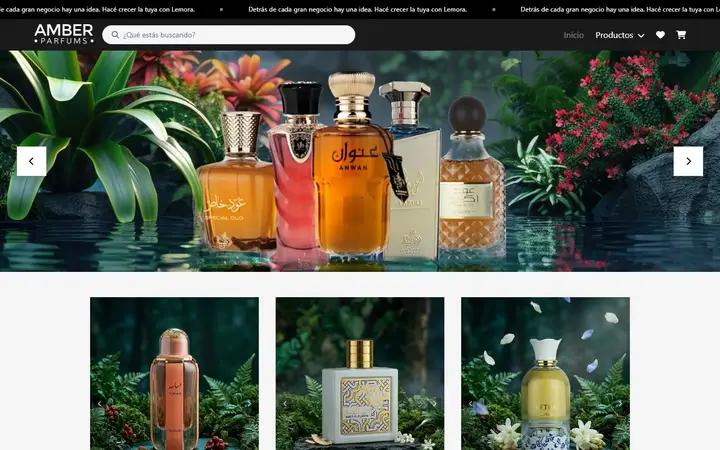 de cada gran negocio hay una idea. Hacé crecer la tuya con Lemora.
Detrás de cada gran negocio hay una idea. Hacé crecer la tuya con Lemora.
Detrás de cada gran negocio hay una idea. Hacé crecer la tuya con L
AMBER
PARFUMS
¿Qué estás buscando?
Inicio
Productos
عود خاص
SPECIAL OUD
عنوان
ANWAN